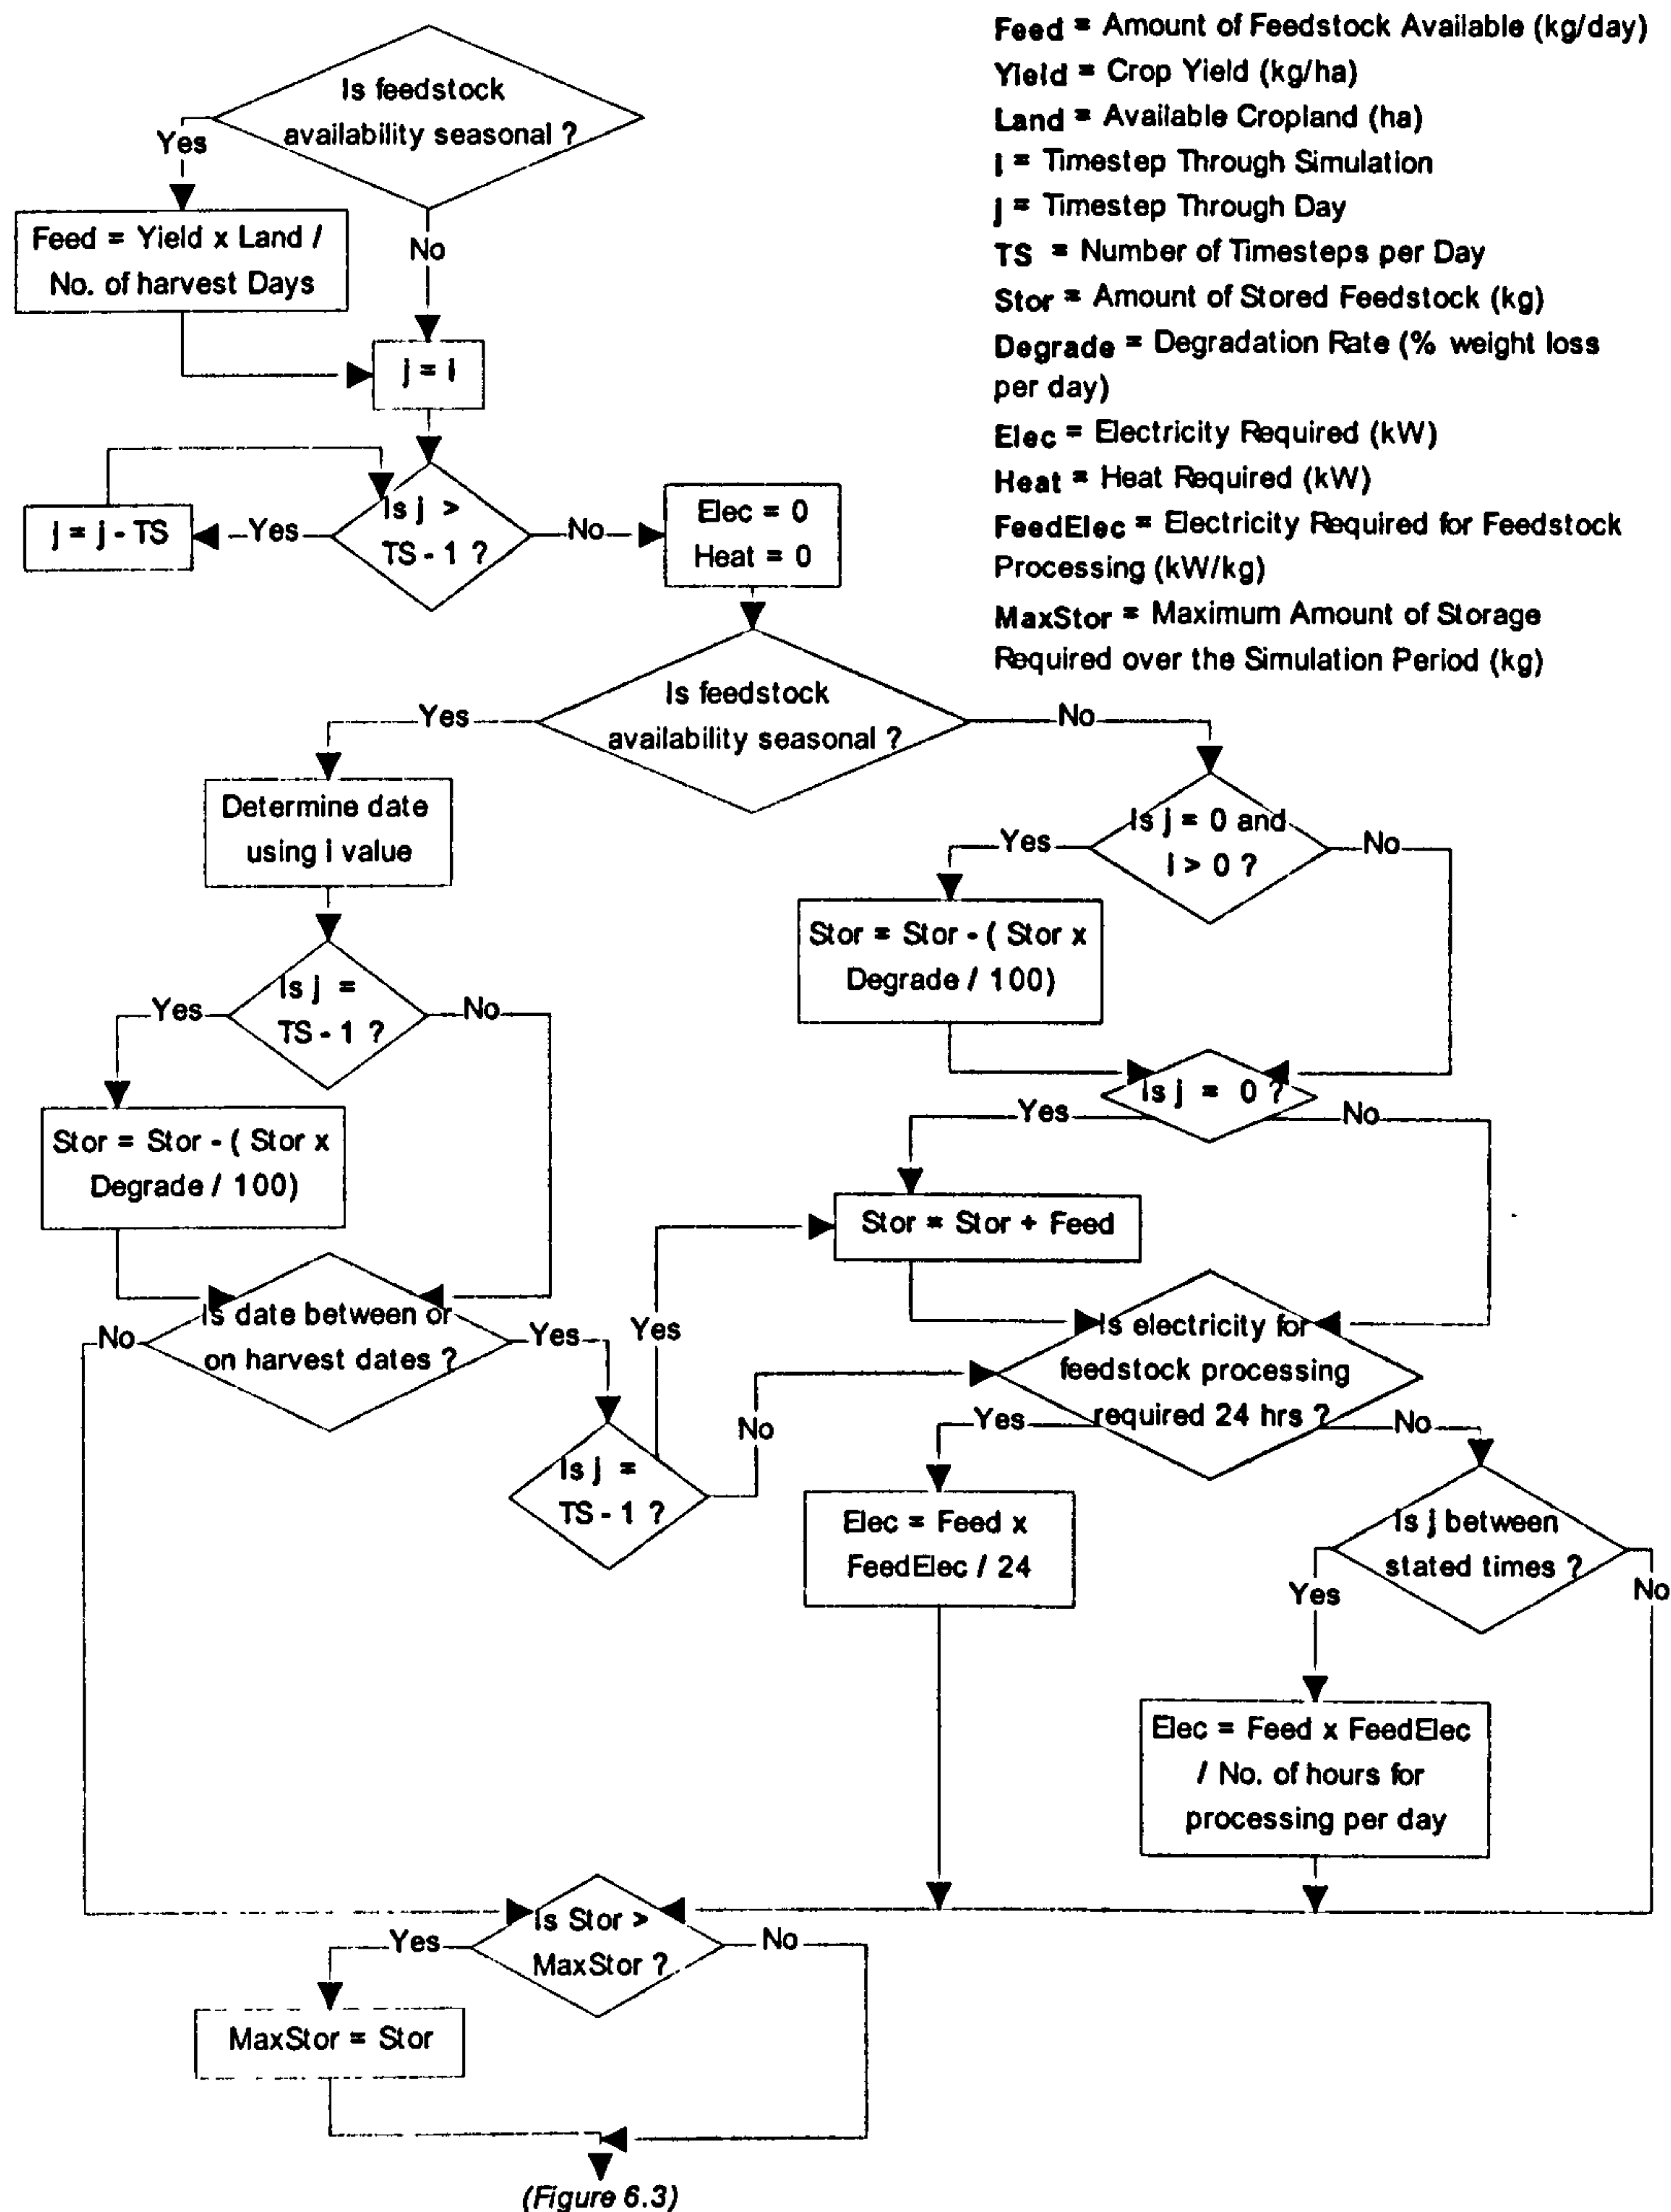 Feed = Amount of Feedstock Available (kg/day)
Yield = Crop Yield (kg/ha)
Land = Available Cropland (ha)
i = Timestep Through Simulation
j = Timestep Through Day
TS = Number of Timesteps per Day
Stor = Amount of Stored Feedstock (kg)
Degrade = Degradation Rate (% weight loss
per day)
Elec = Electricity Required (kW)
Heat = Heat Required (kW)
FeedElec = Electricity Required for Feedstock
Processing (kW/kg)
MaxStor = Maximum Amount of Storage
Required over the Simulation Period (kg)
Is feedstock
availability seasonal ?
Yes
No
Feed = Yield x Land /
No. of harvest Days
j = i
Is j >
TS - 1 ?
Yes
No
j = j - TS
Elec = 0
Heat = 0
Is feedstock
availability seasonal ?
Yes
No
Determine date
using i value
Is j =
TS - 1 ?
Yes
No
Stor = Stor - ( Stor x
Degrade / 100)
Is date between or
on harvest dates ?
No
Yes
Is j =
TS - 1 ?
Yes
No
Is j = 0 and
i > 0 ?
Yes
No
Stor = Stor - ( Stor x
Degrade / 100)
Is j = 0 ?
Yes
No
Stor = Stor + Feed
Is electricity for
feedstock processing
required 24 hrs ?
Yes
No
Elec = Feed x
FeedElec / 24
Is j between
stated times ?
Yes
No
Elec = Feed x FeedElec
/ No. of hours for
processing per day
Is Stor >
MaxStor ?
Yes
No
MaxStor = Stor
(Figure 6.3)